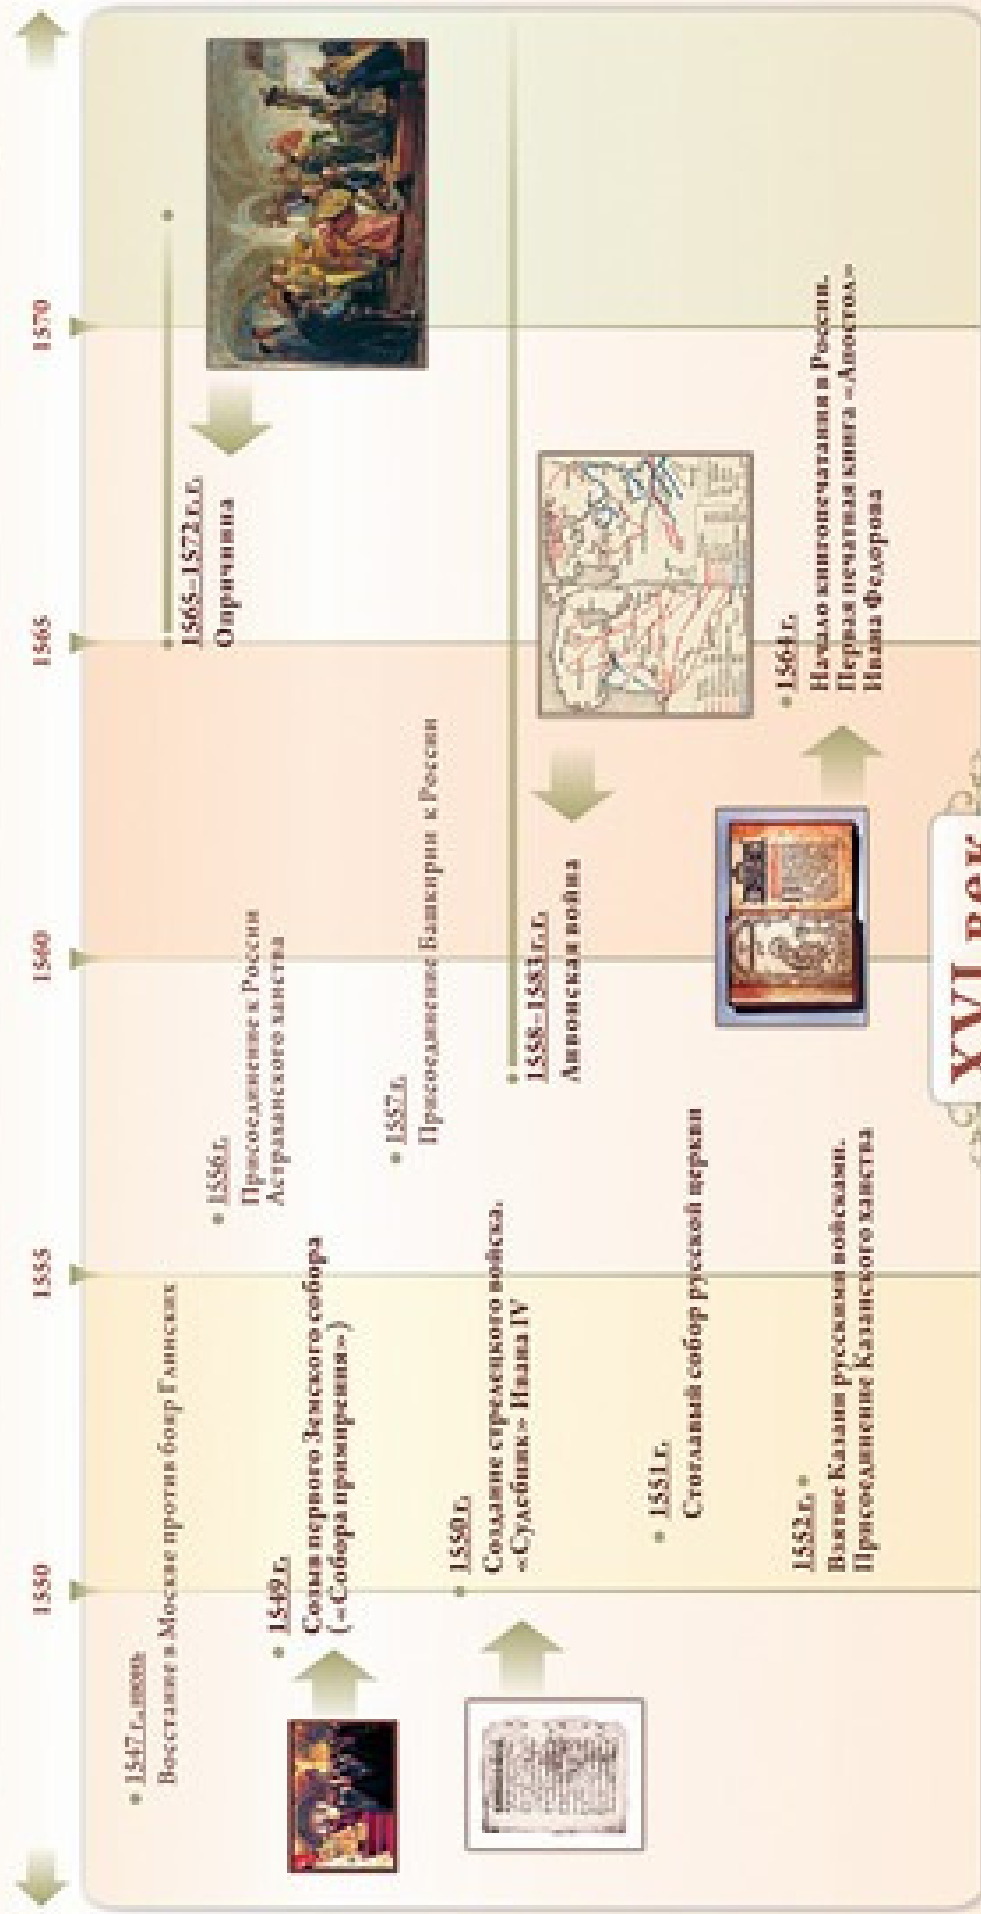 1550
1555
1560
1565
1570
1547 г., июнь
Восстание в Москве против бояр Глинских
1549 г.
Созыв первого Земского собора
(«Собора примирения»)
1550 г.
Создание стрелецкого войска.
«Судебник» Ивана IV
1551 г.
Стоглавый собор русской церкви
1552 г.
Взятие Казани русскими войсками.
Присоединение Казанского ханства
1556 г.
Присоединение к России
Астраханского ханства
1557 г.
Присоединение Башкирии к России
1558–1583 г. г.
Ливонская война
1565–1572 г. г.
Опричнина
1564 г.
Начало книгопечатания в России.
Первая печатная книга «Апостол»
Ивана Федорова
XVI век